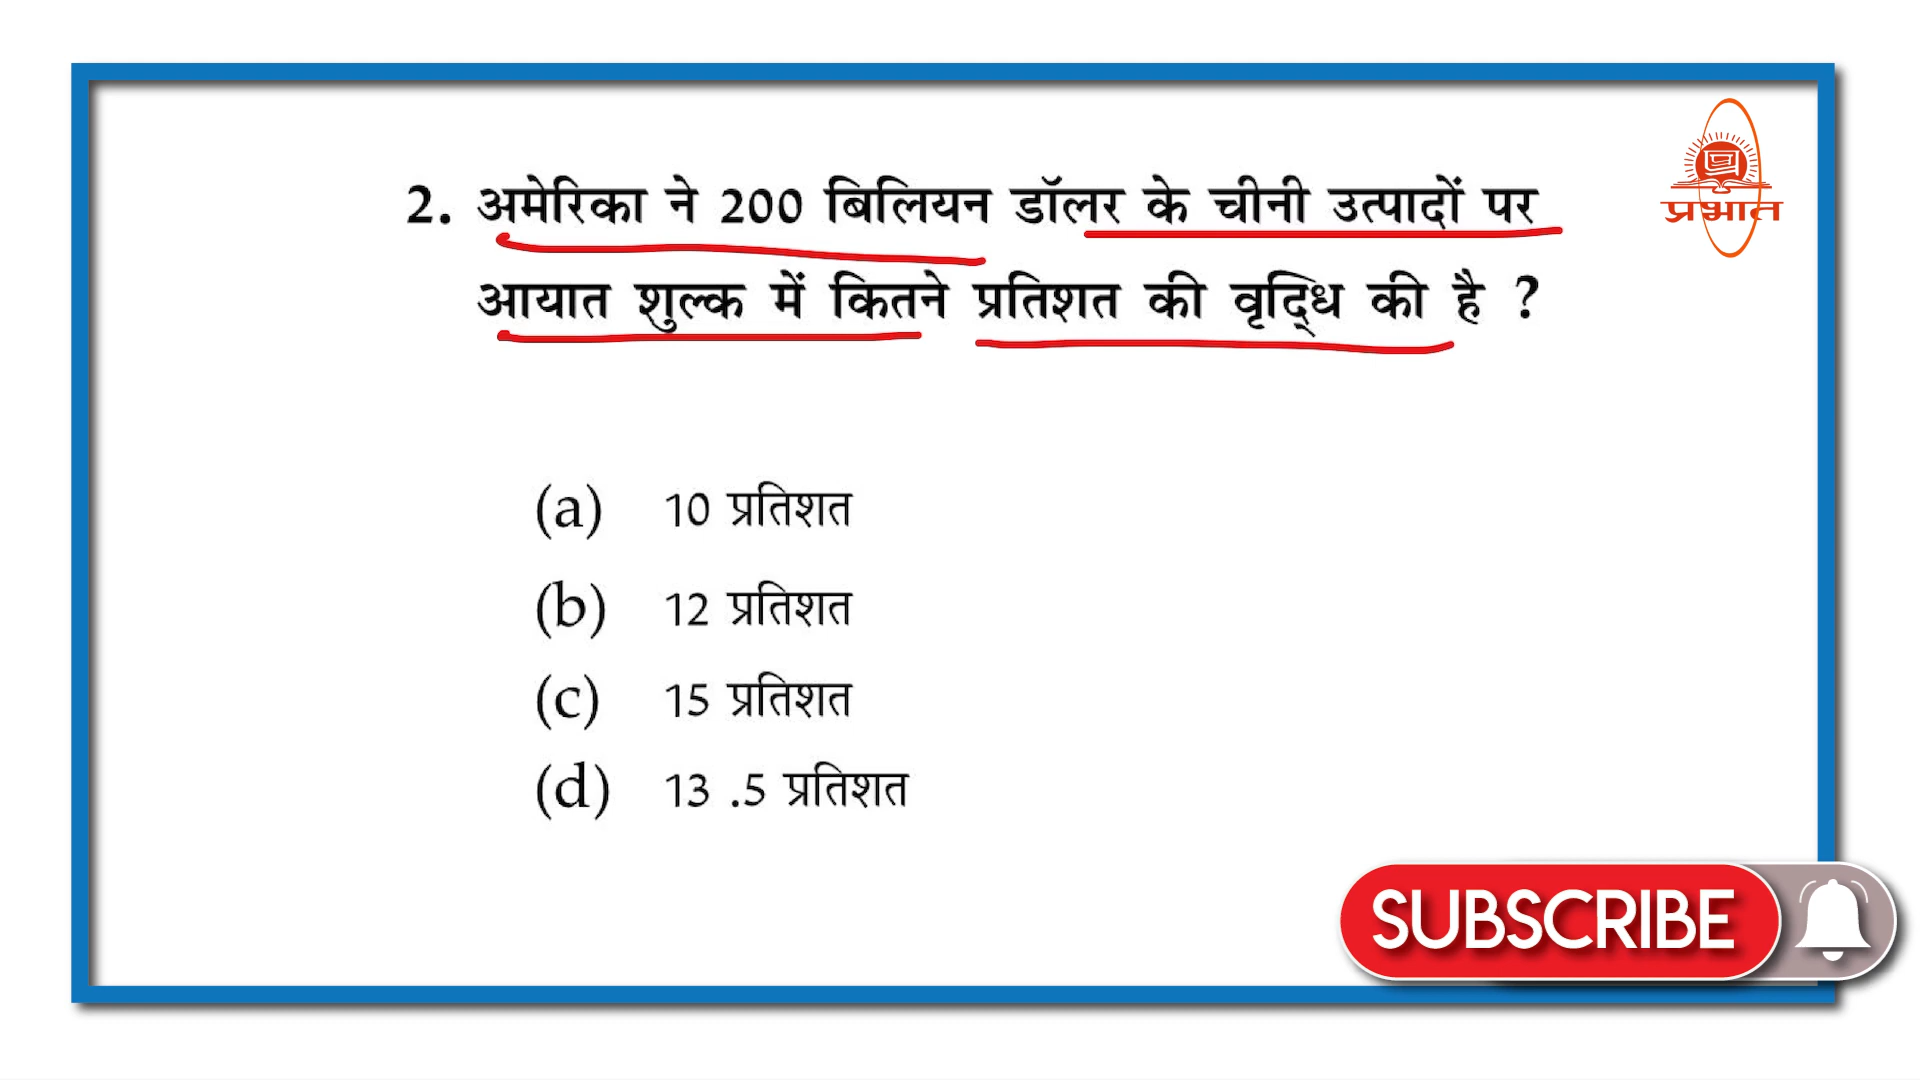 प्रभात
2. अमेरिका ने 200 बिलियन डॉलर के चीनी उत्पादों पर
आयात शुल्क में कितने प्रतिशत की वृद्धि की है ?
(a) 10 प्रतिशत
(b) 12 प्रतिशत
(c) 15 प्रतिशत
(d) 13 .5 प्रतिशत
SUBSCRIBE